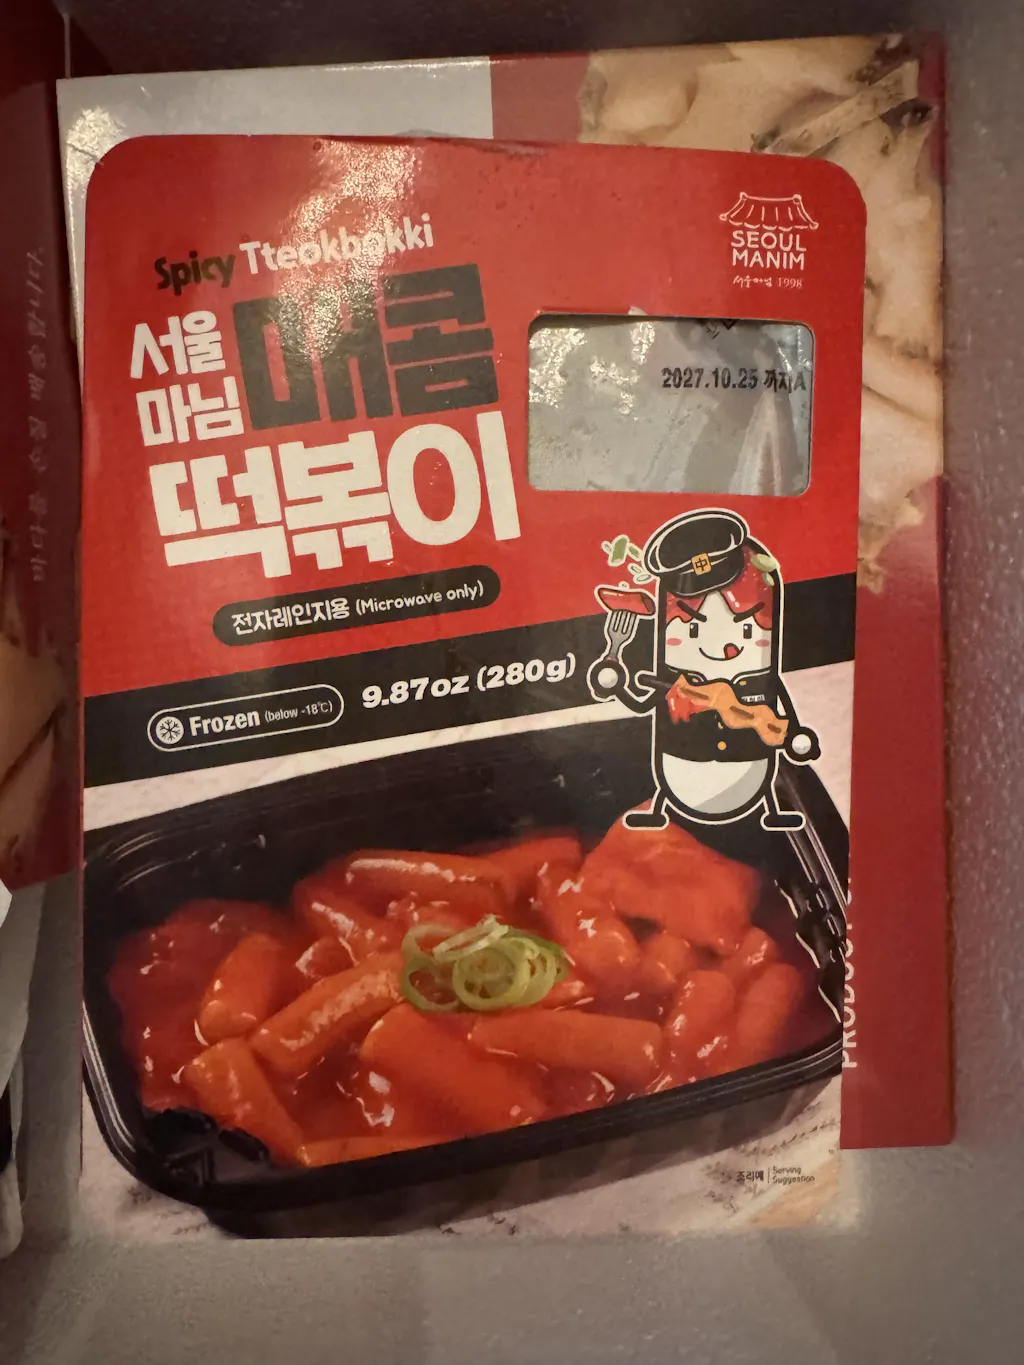 Spicy Tteokbokki
서울
마님
매콤
떡볶이
전자레인지용 (Microwave only)
Frozen (below -18℃)
9.87oz (280g)
SEOUL
MANIM
서울마님 1998
2027.10.25 까지A
中
조리예
Serving
Suggestion